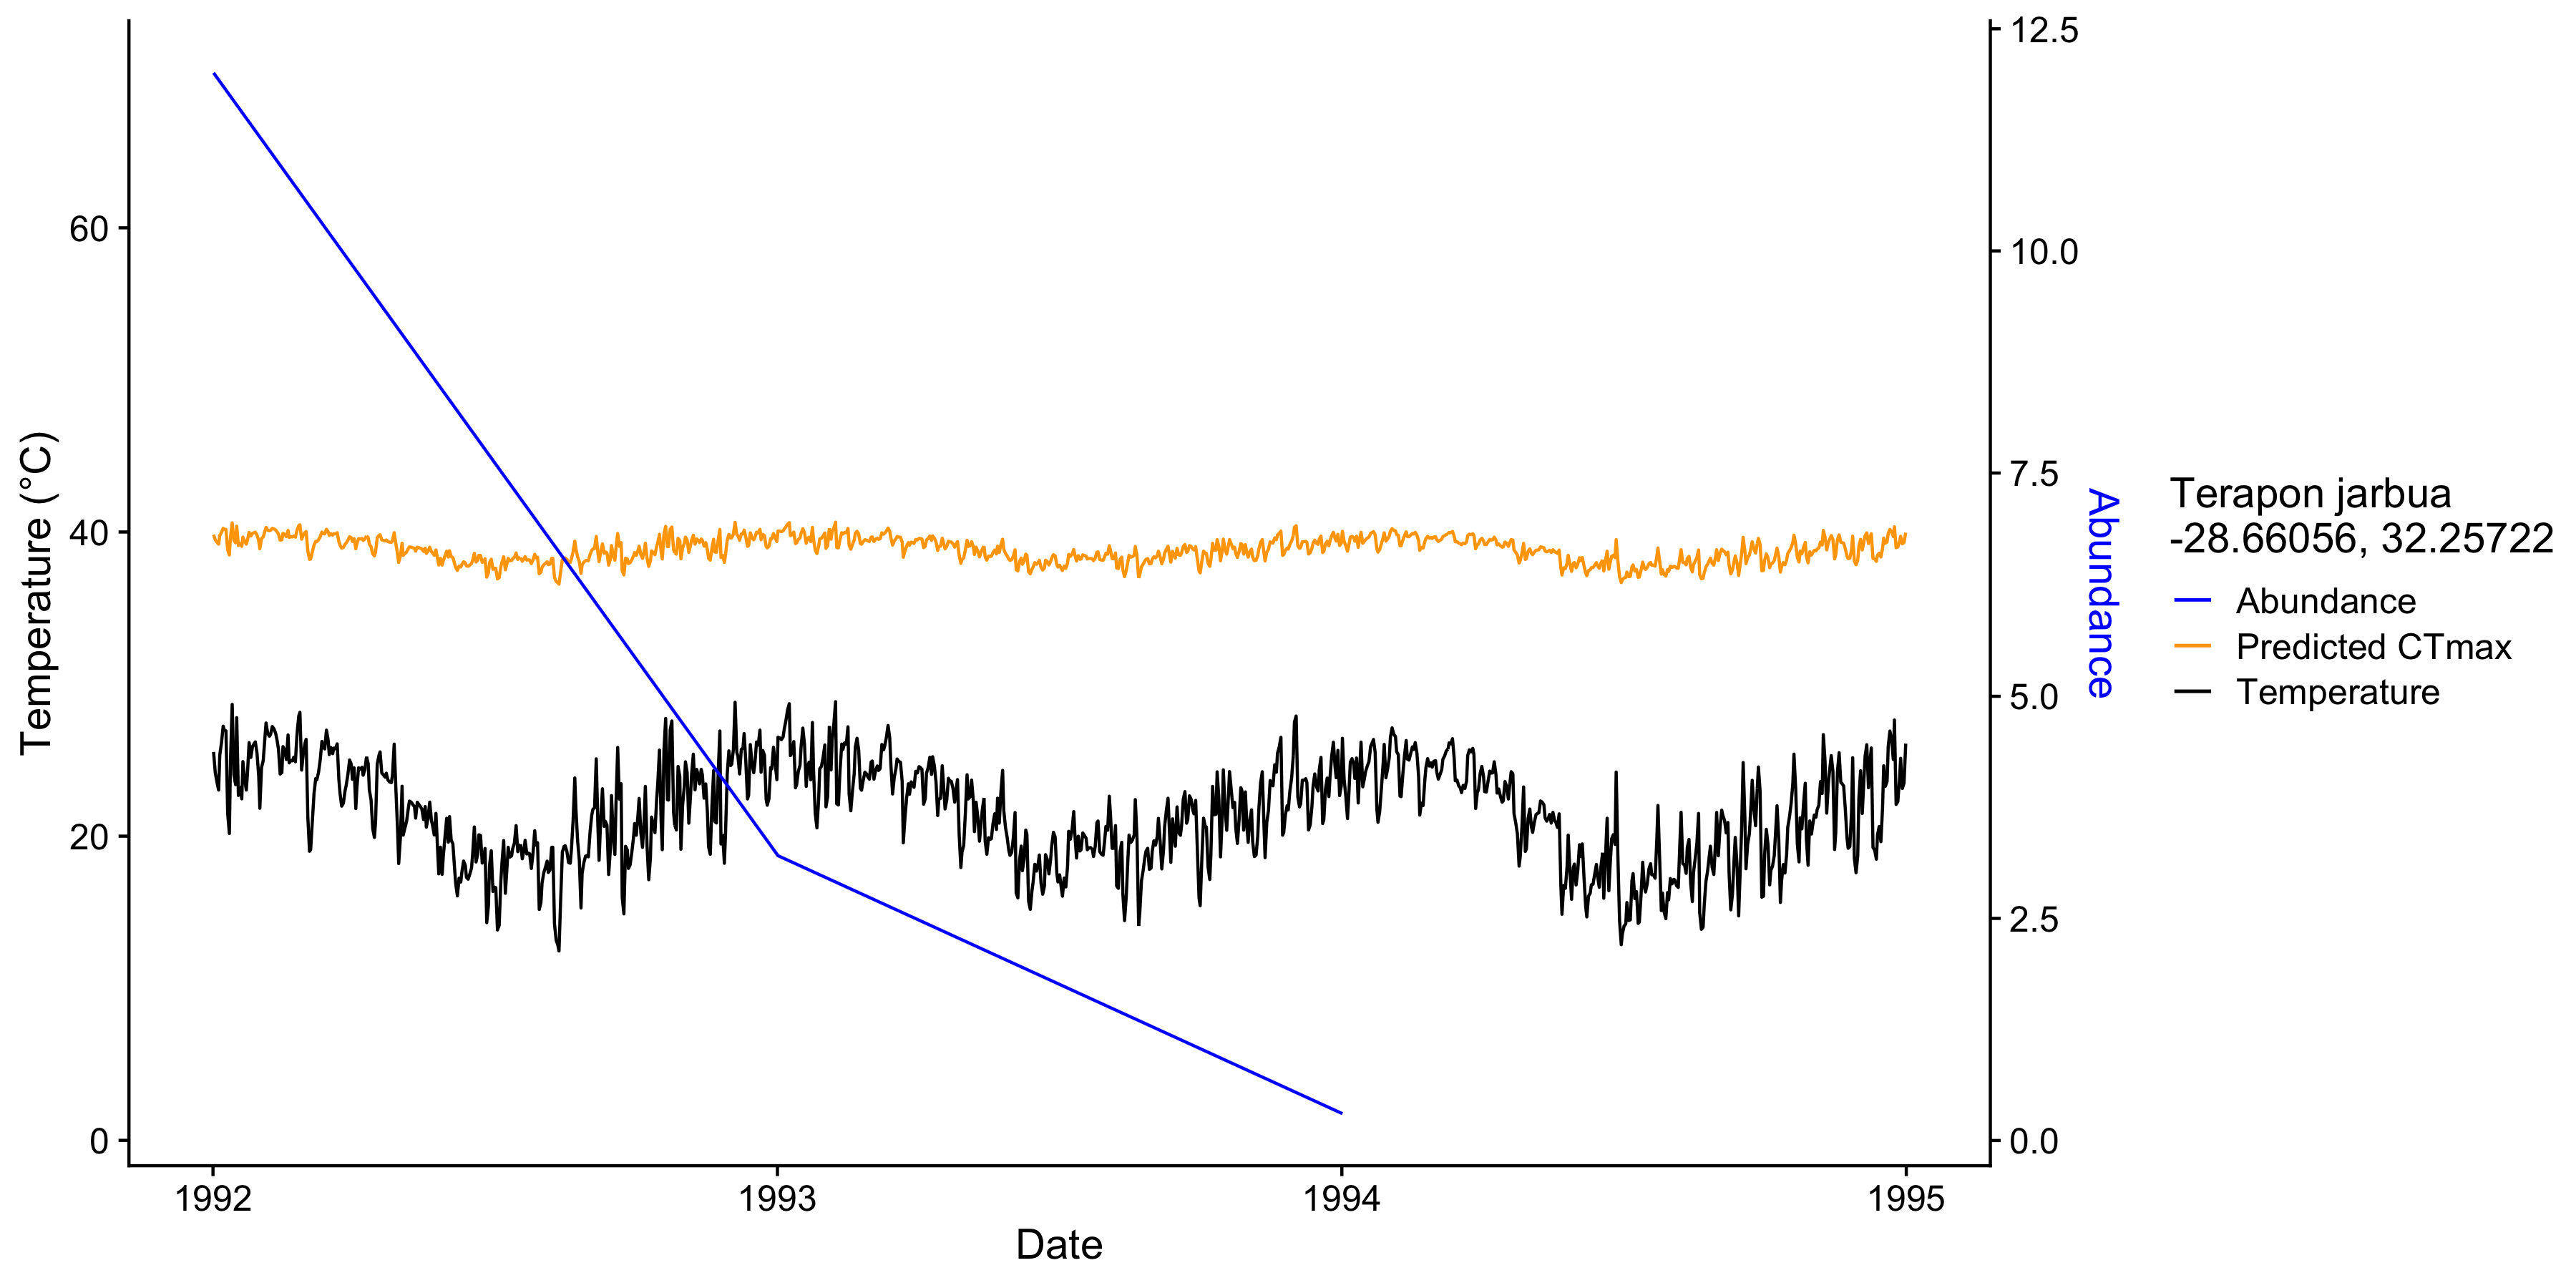 Temperature (°C)
60
40
20
0
1992
1993
1994
1995
Date
12.5
10.0
7.5
5.0
2.5
0.0
Abundance
Terapon jarbua
-28.66056, 32.25722
Abundance
Predicted CTmax
Temperature